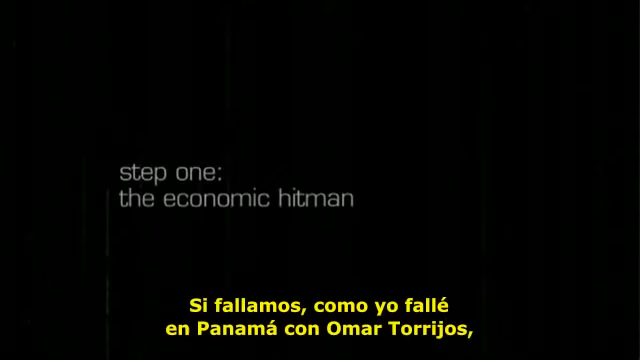 step one:
the economic hitman
Si fallamos, como yo fallé
en Panamá con Omar Torrijos,